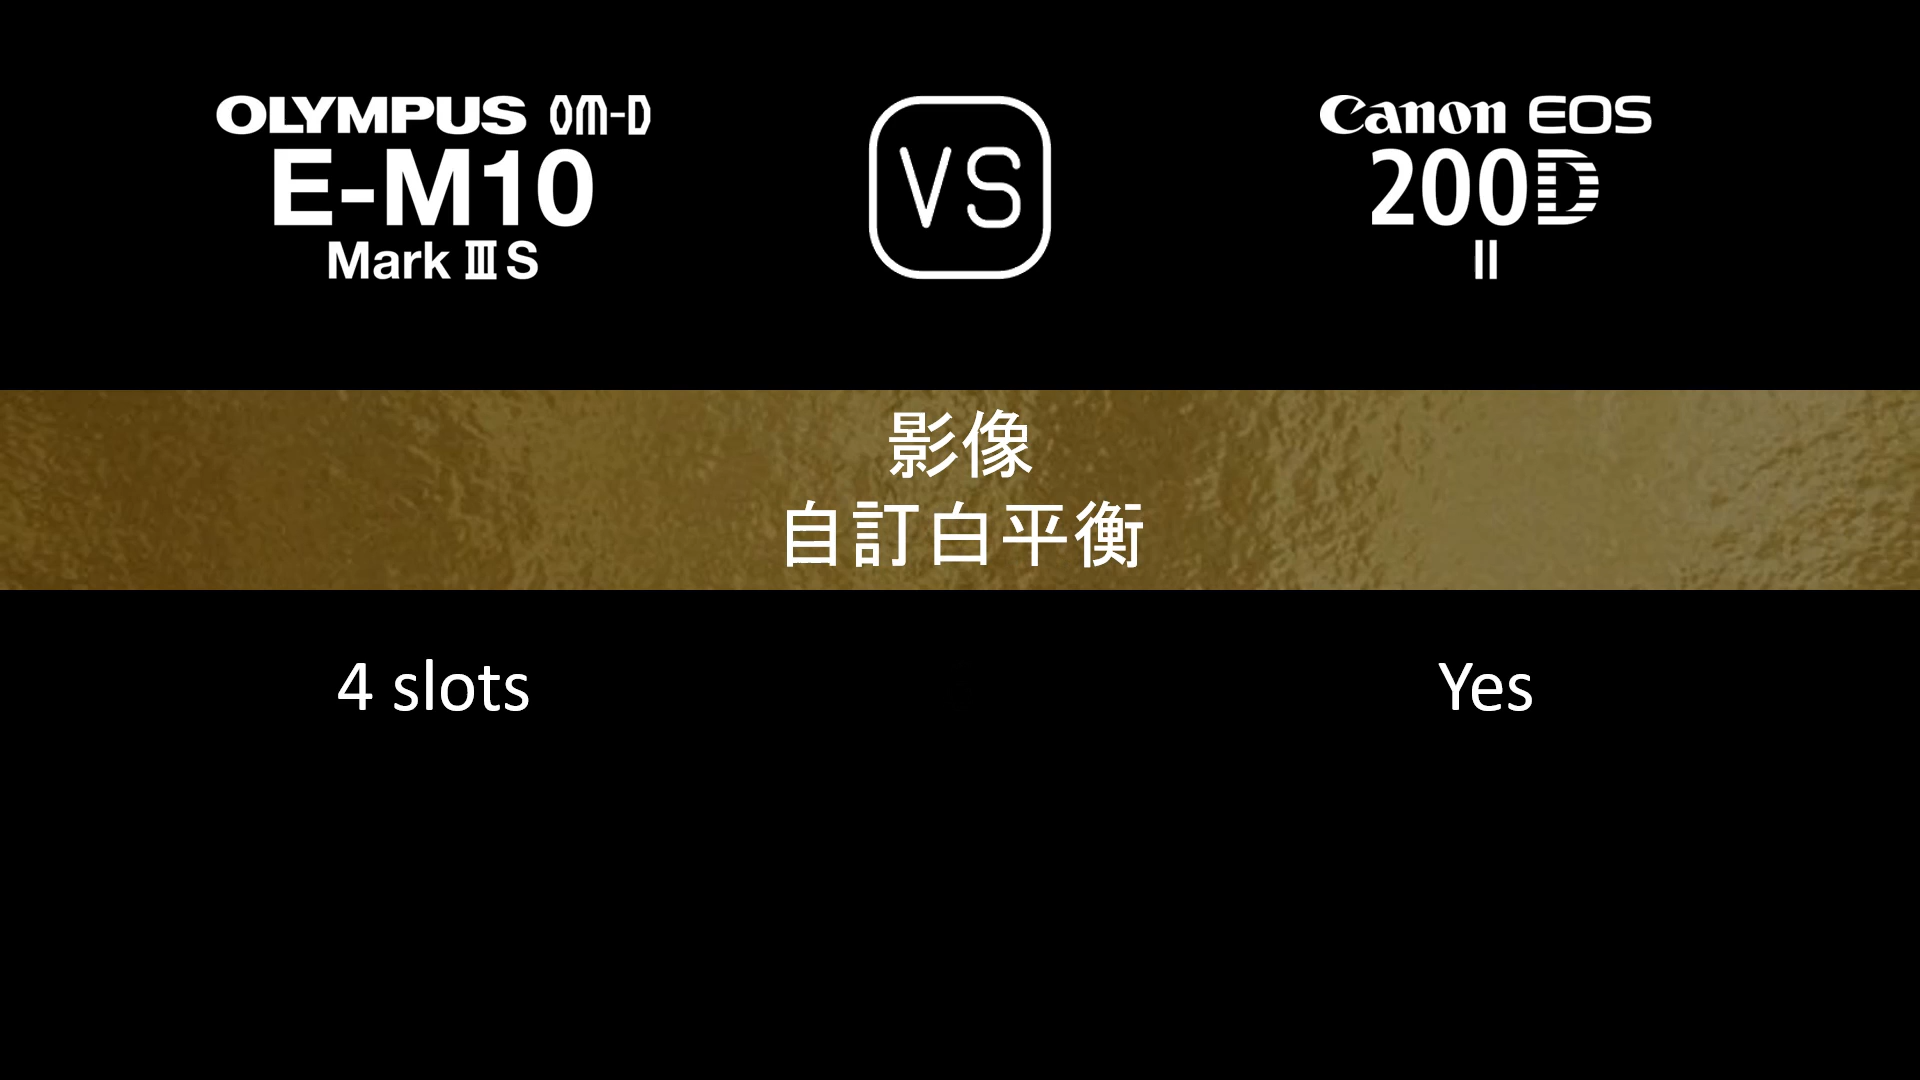 OLYMPUS OM-D
E-M10
Mark III S
VS
Canon EOS
200D
II
影像
自訂白平衡
4 slots
Yes